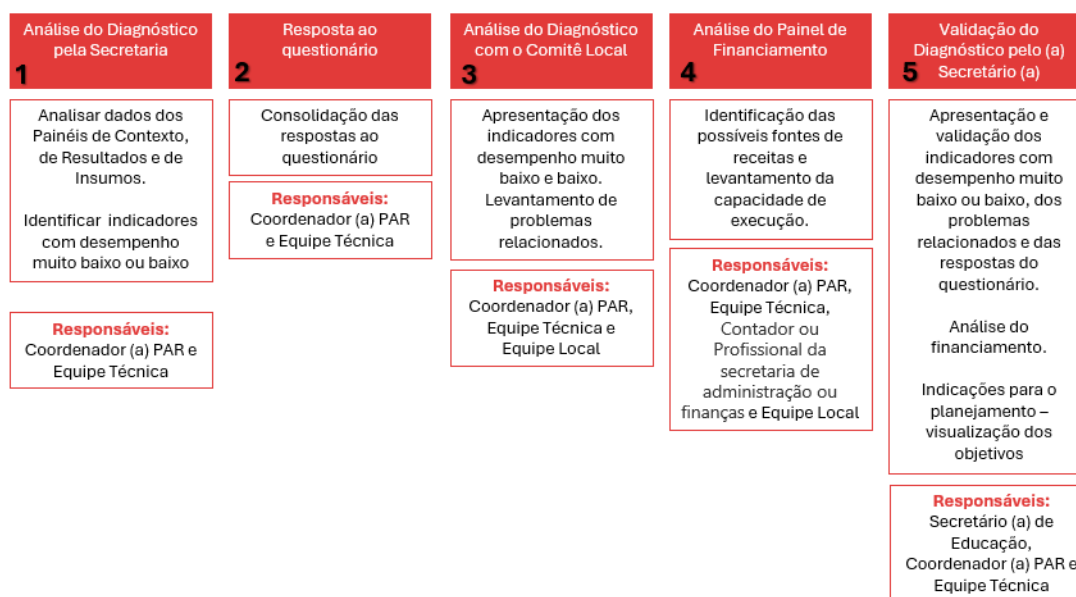 Análise do Diagnóstico
pela Secretaria
1
Analisar dados dos
Painéis de Contexto,
de Resultados e de
Insumos.
Identificar indicadores
com desempenho
muito baixo ou baixo
Responsáveis:
Coordenador (a) PAR e
Equipe Técnica
Resposta ao
questionário
2
Consolidação das
respostas ao
questionário
Responsáveis:
Coordenador (a) PAR
e Equipe Técnica
Análise do Diagnóstico
com o Comitê Local
3
Apresentação dos
indicadores com
desempenho muito
baixo e baixo.
Levantamento de
problemas
relacionados.
Responsáveis:
Coordenador (a) PAR,
Equipe Técnica e
Equipe Local
Análise do Painel de
Financiamento
4
Identificação das
possíveis fontes de
receitas e
levantamento da
capacidade de
execução.
Responsáveis:
Coordenador (a) PAR,
Equipe Técnica,
Contador ou
Profissional da
secretaria de
administração ou
finanças e Equipe Local
Validação do
Diagnóstico pelo (a)
Secretário (a)
5
Apresentação e
validação dos
indicadores com
desempenho muito
baixo ou baixo, dos
problemas
relacionados e das
respostas do
questionário.
Análise do
financiamento.
Indicações para o
planejamento –
visualização dos
objetivos
Responsáveis:
Secretário (a) de
Educação,
Coordenador (a) PAR e
Equipe Técnica